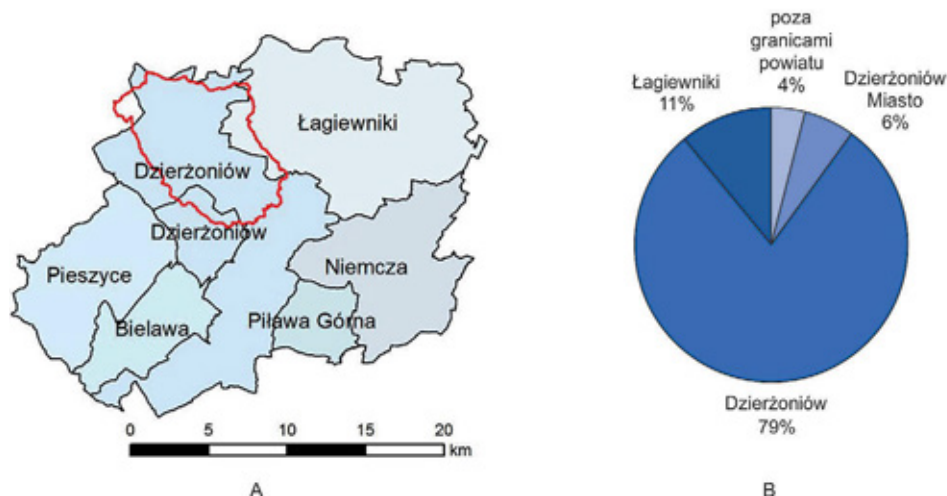 Łagiewniki
Dzierżoniów
Dzierżoniów
Pieszyce
Niemcza
Bielawa
Piława Górna
0 5 10 15 20
km
A
poza
granicami
powiatu
4%
Łagiewniki
11%
Dzierżoniów
Miasto
6%
Dzierżoniów
79%
B